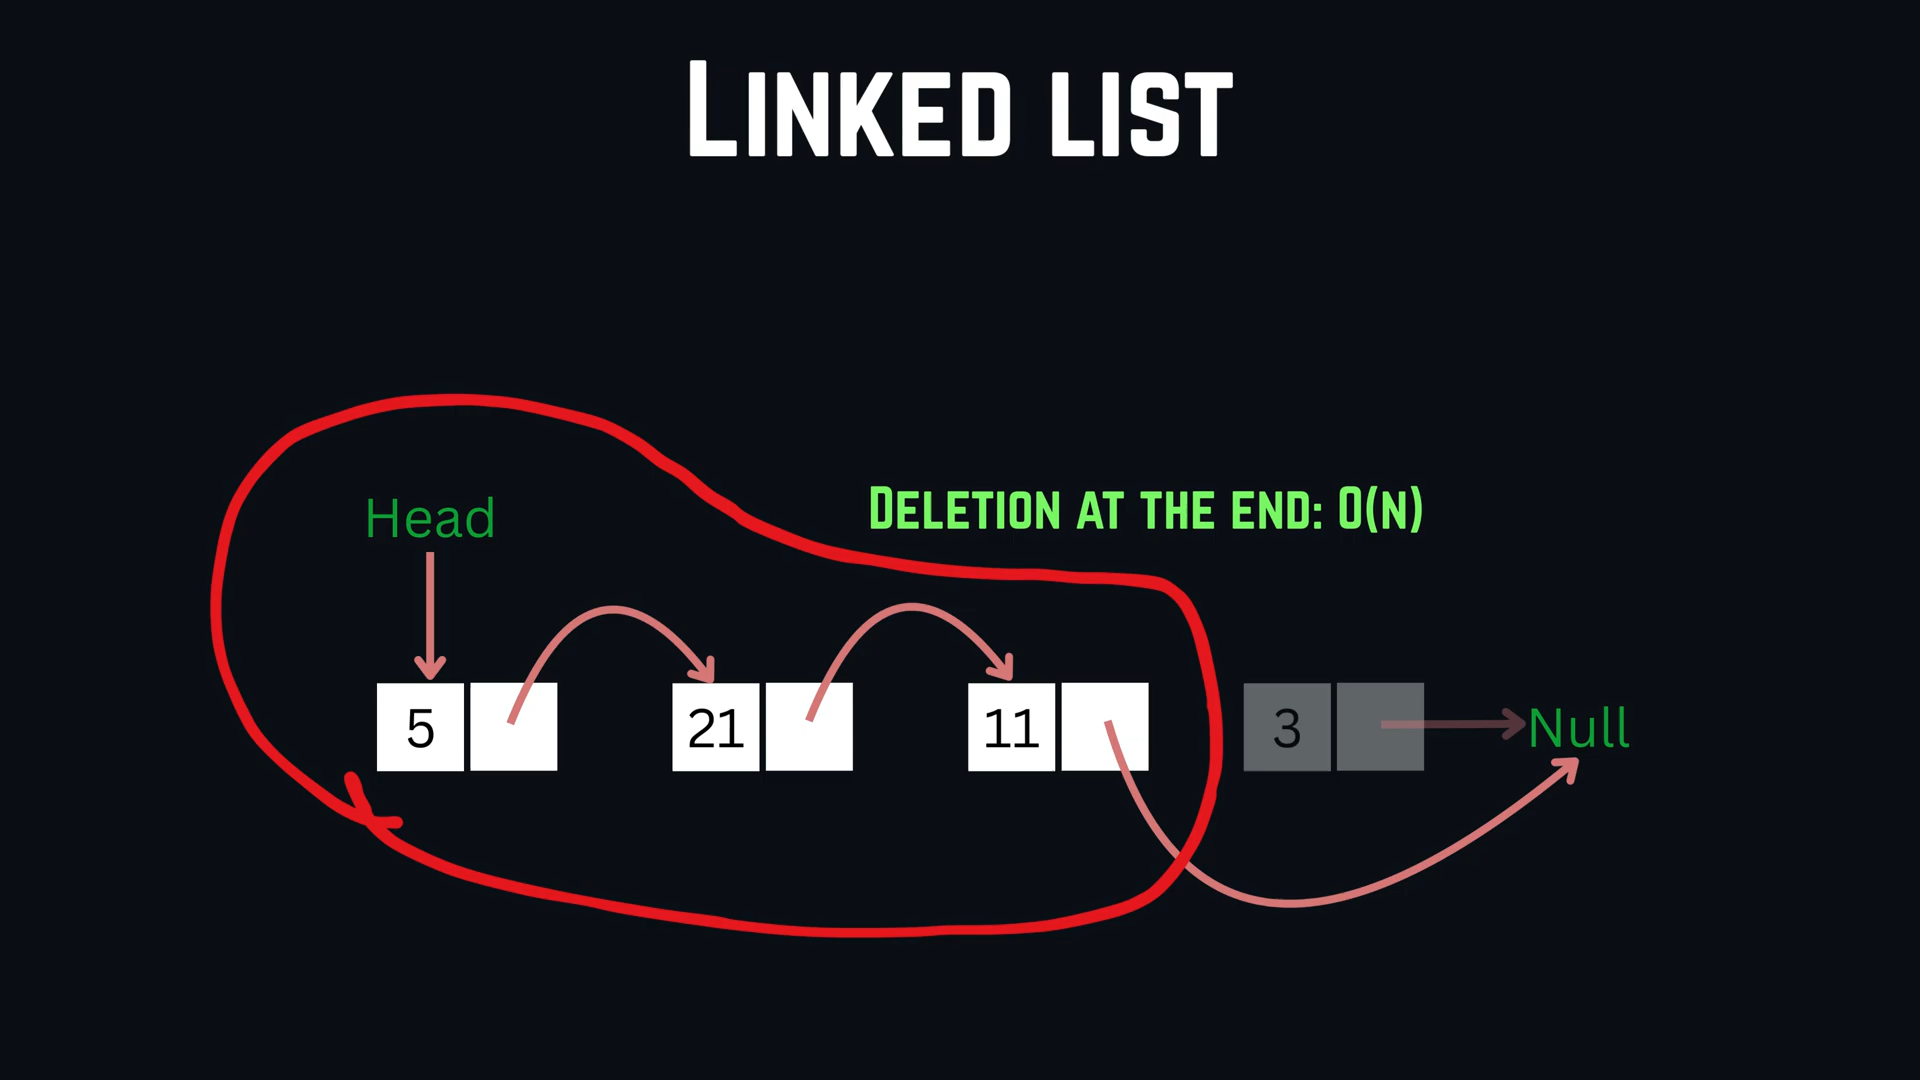 LINKED LIST
DELETION AT THE END: O(N)
Head
5 21 11 3 Null